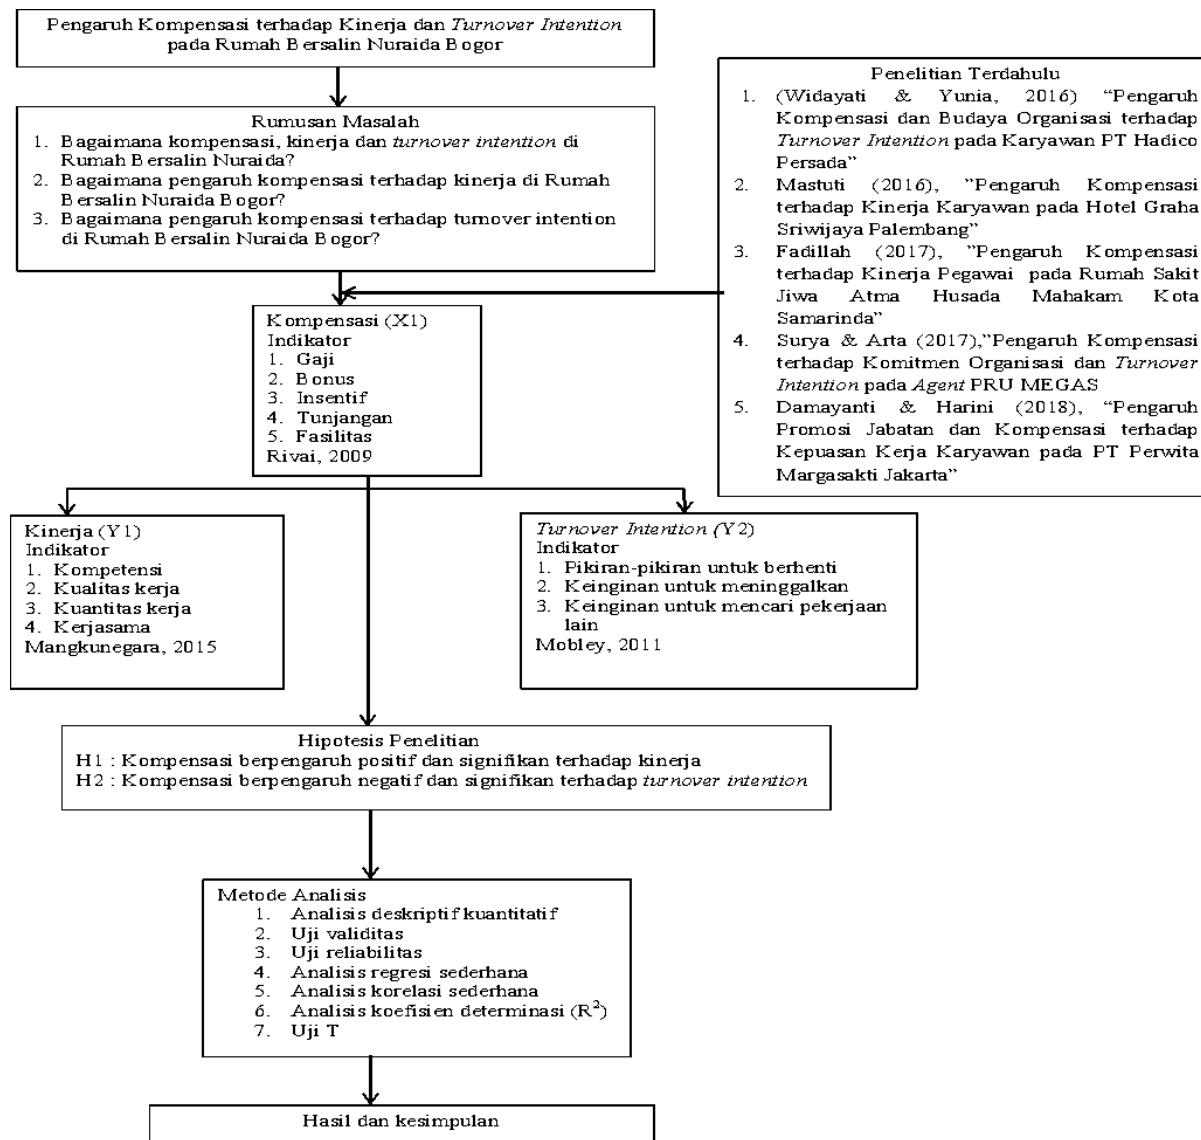 Pengaruh Kompensasi terhadap Kinerja dan Turnover Intention
pada Rumah Bersalin Nuraida Bogor
Rumusan Masalah
1. Bagaimana kompensasi, kinerja dan turnover intention di
Rumah Bersalin Nuraida?
2. Bagaimana pengaruh kompensasi terhadap kinerja di Rumah
Bersalin Nuraida Bogor?
3. Bagaimana pengaruh kompensasi terhadap turnover intention
di Rumah Bersalin Nuraida Bogor?
Penelitian Terdahulu
1. (Widayati & Yunia, 2016) “Pengaruh
Kompensasi dan Budaya Organisasi terhadap
Turnover Intention pada Karyawan PT Hadico
Persada”
2. Mastuti (2016), ”Pengaruh Kompensasi
terhadap Kinerja Karyawan pada Hotel Graha
Sriwijaya Palembang”
3. Fadillah (2017), ”Pengaruh Kompensasi
terhadap Kinerja Pegawai pada Rumah Sakit
Jiwa Atma Husada Mahakam Kota
Samarinda”
4. Surya & Arta (2017),”Pengaruh Kompensasi
terhadap Komitmen Organisasi dan Turnover
Intention pada Agent PRU MEGAS
5. Damayanti & Harini (2018), “Pengaruh
Promosi Jabatan dan Kompensasi terhadap
Kepuasan Kerja Karyawan pada PT Perwita
Margasakti Jakarta”
Kompensasi (X1)
Indikator
1. Gaji
2. Bonus
3. Insentif
4. Tunjangan
5. Fasilitas
Rivai, 2009
Kinerja (Y1)
Indikator
1. Kompetensi
2. Kualitas kerja
3. Kuantitas kerja
4. Kerjasama
Mangkunegara, 2015
Turnover Intention (Y2)
Indikator
1. Pikiran-pikiran untuk berhenti
2. Keinginan untuk meninggalkan
3. Keinginan untuk mencari pekerjaan
lain
Mobley, 2011
Hipotesis Penelitian
H1 : Kompensasi berpengaruh positif dan signifikan terhadap kinerja
H2 : Kompensasi berpengaruh negatif dan signifikan terhadap turnover intention
Metode Analisis
1. Analisis deskriptif kuantitatif
2. Uji validitas
3. Uji reliabilitas
4. Analisis regresi sederhana
5. Analisis korelasi sederhana
6. Analisis koefisien determinasi (R²)
7. Uji T
Hasil dan kesimpulan